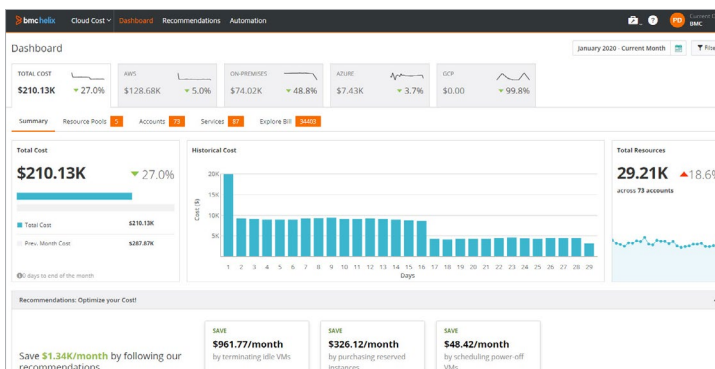 bmchelix Cloud Cost Dashboard Recommendations Automation ? PD Current
BMC
Dashboard January 2020 - Current Month Filte
TOTAL COST AWS ON-PREMISES AZURE GCP
$210.13K 27.0% $128.68K 5.0% $74.02K 48.8% $7.43K 3.7% $0.00 99.8%
Summary Resource Pools 5 Accounts 73 Services 87 Explore Bill 34403
Total Cost Historical Cost Total Resources
$210.13K 27.0% 29.21K 18.6%
across 73 accounts
20K
15K
10K
5K
Cost ($)
Total Cost $210.13K
Prev. Month Cost $287.87K
1 2 3 4 5 6 7 8 9 10 11 12 13 14 15 16 17 18 19 20 21 22 23 24 25 26 27 28 29
Days
0 days to end of the month
Recommendations: Optimize your Cost!
SAVE SAVE SAVE
$961.77/month $326.12/month $48.42/month
Save $1.34K/month by following our by terminating idle VMs by purchasing reserved by scheduling power-off
recommendations instances VMs